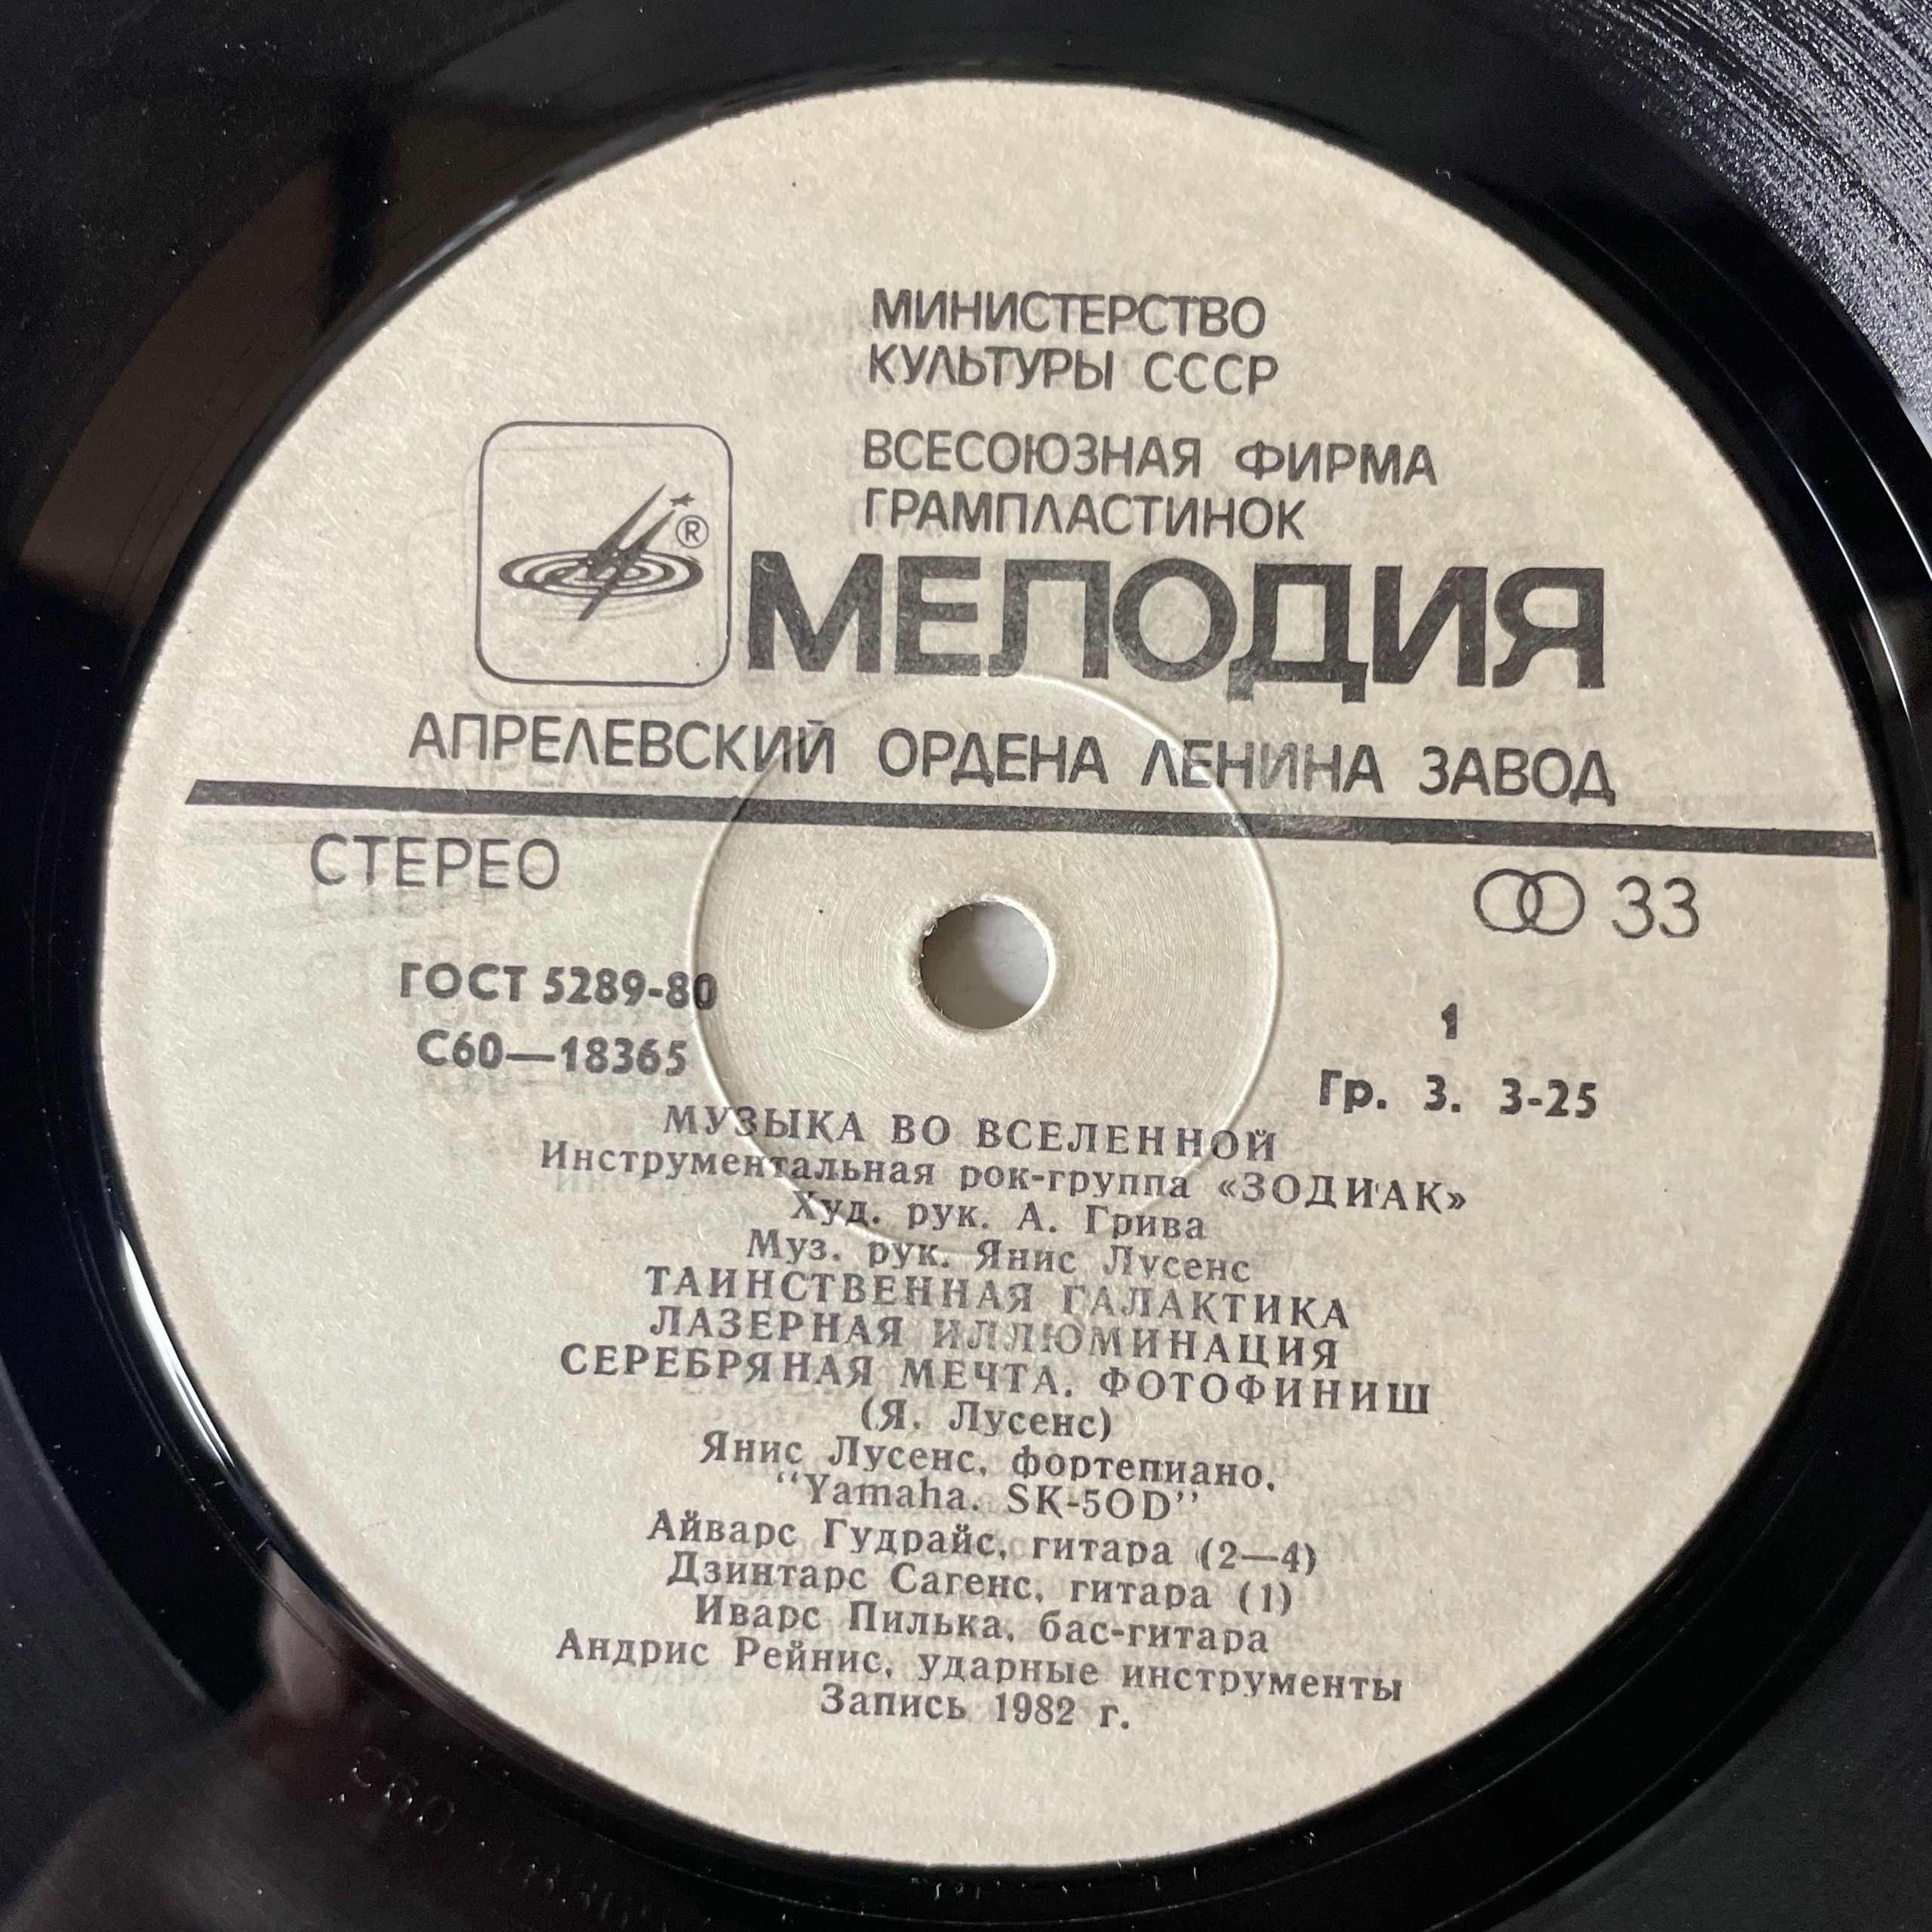 МИНИСТЕРСТВО
КУЛЬТУРЫ СССР
ВСЕСОЮЗНАЯ ФИРМА
ГРАМПЛАСТИНОК
®
МЕЛОДИЯ
АПРЕЛЕВСКИЙ ОРДЕНА ЛЕНИНА ЗАВОД
СТЕРЕО
33
ГОСТ 5289-80
1
С60—18365
Гр. 3. 3-25
МУЗЫКА ВО ВСЕЛЕННОЙ
Инструментальная рок-группа «ЗОДИАК»
Худ. рук. А. Грива
Муз. рук. Янис Лусенс
ТАИНСТВЕННАЯ ГАЛАКТИКА
ЛАЗЕРНАЯ ИЛЛЮМИНАЦИЯ
СЕРЕБРЯНАЯ МЕЧТА. ФОТОФИНИШ
(Я. Лусенс)
Янис Лусенс, фортепиано,
“Yamaha. SK-5OD”
Айварс Гудрайс, гитара (2—4)
Дзинтарс Сагенс, гитара (1)
Иварс Пилька, бас-гитара
Андрис Рейнис, ударные инструменты
Запись 1982 г.